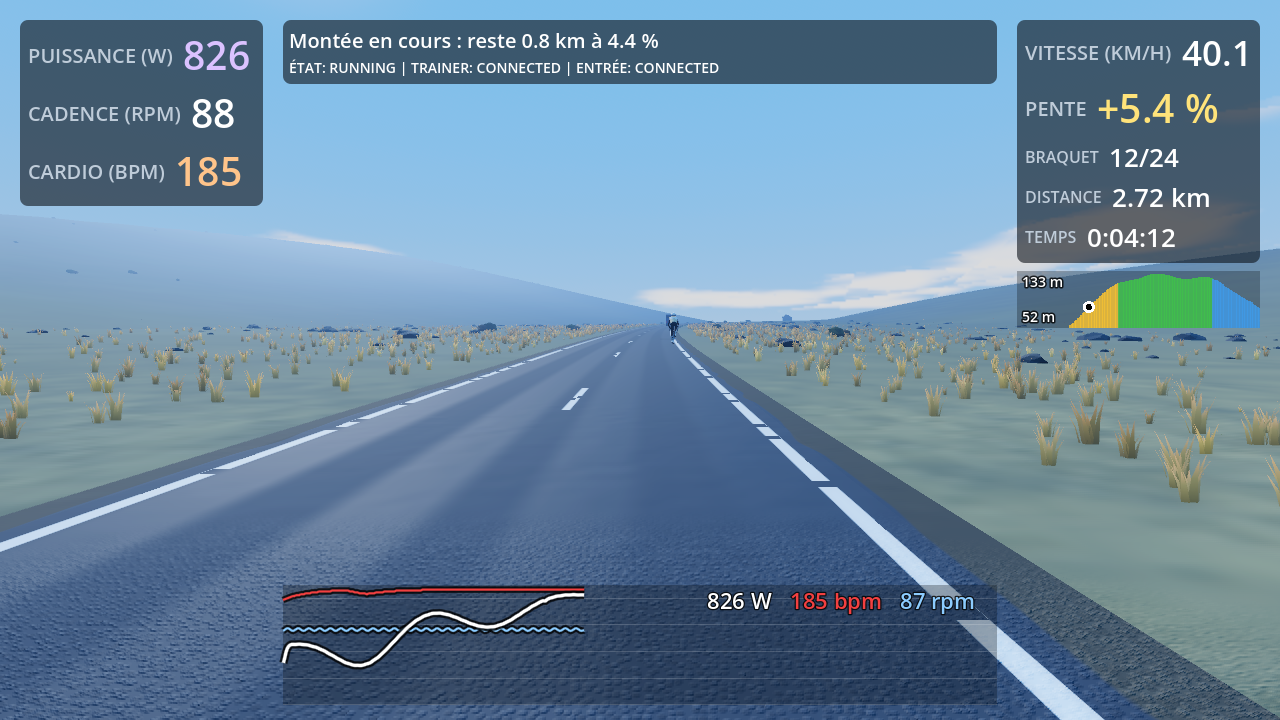 PUISSANCE (W) 826
CADENCE (RPM) 88
CARDIO (BPM) 185
Montée en cours : reste 0.8 km à 4.4 %
ÉTAT: RUNNING | TRAINER: CONNECTED | ENTRÉE: CONNECTED
VITESSE (KM/H) 40.1
PENTE +5.4 %
BRAQUET 12/24
DISTANCE 2.72 km
TEMPS 0:04:12
133 m
52 m
826 W 185 bpm 87 rpm